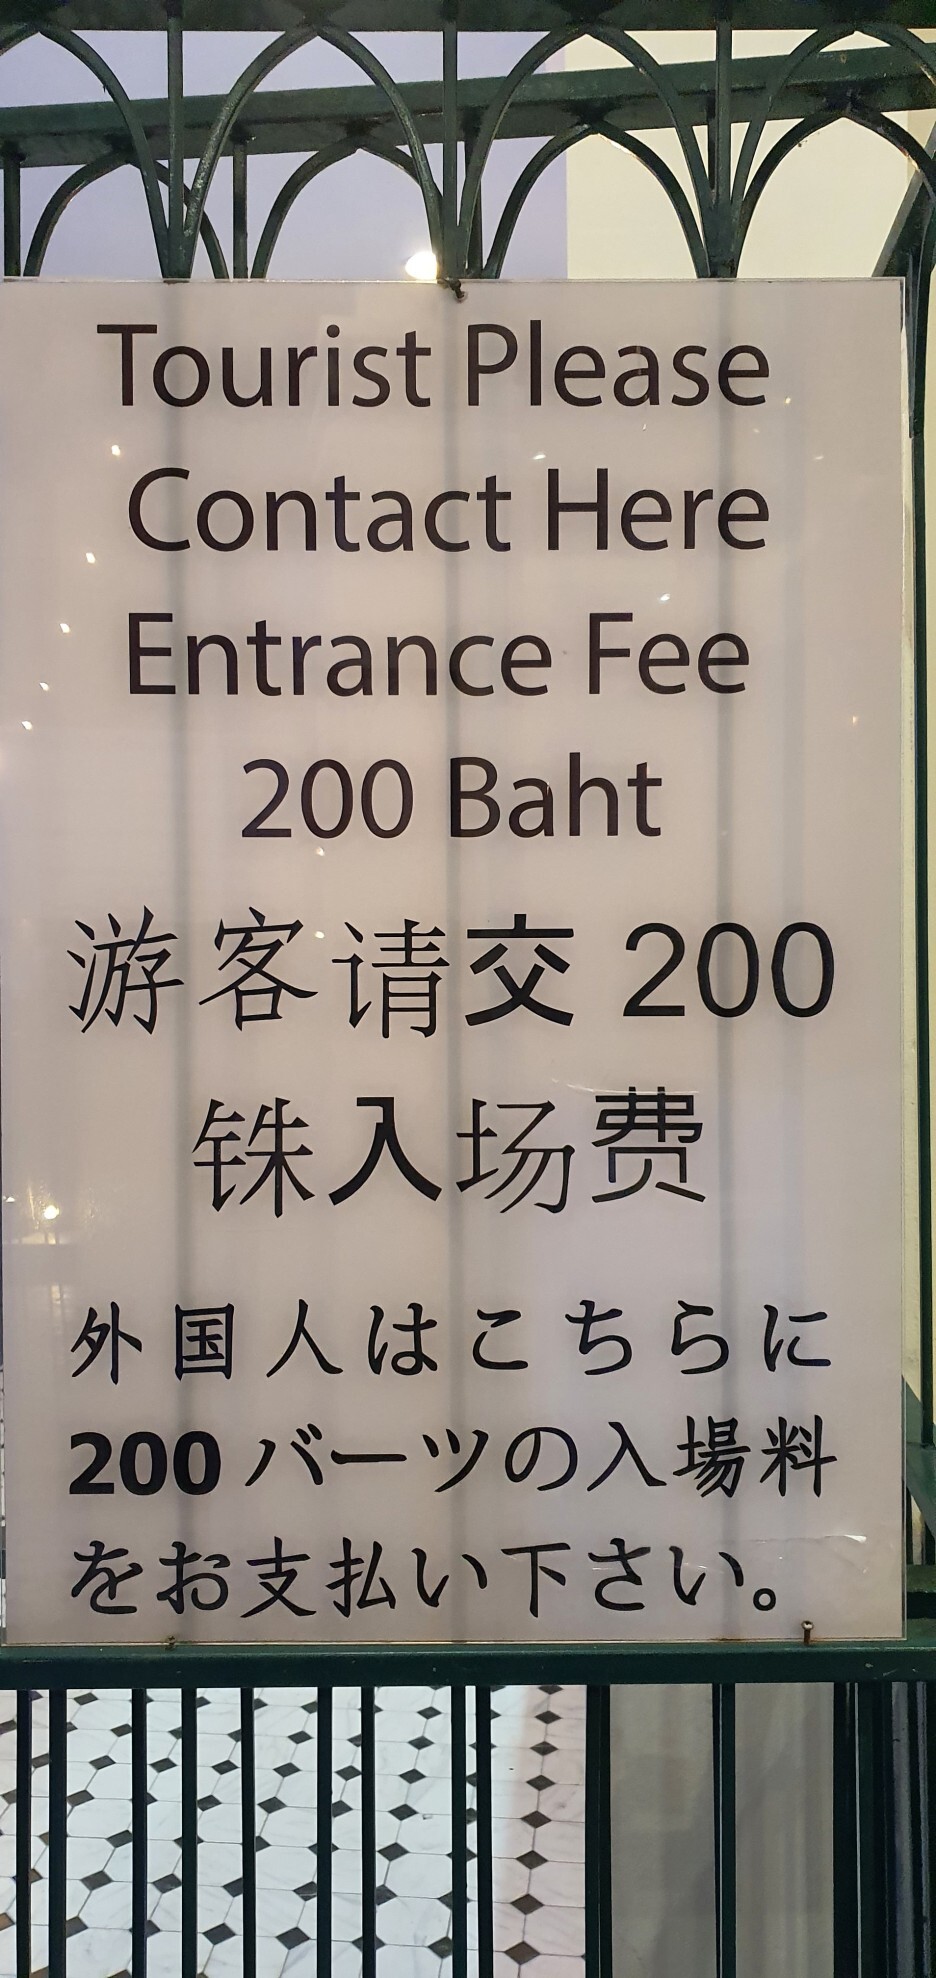 Tourist Please
Contact Here
Entrance Fee
200 Baht
游客请交 200
铢入场费
外国人はこちらに
200 バーツの入場料
をお支払い下さい。